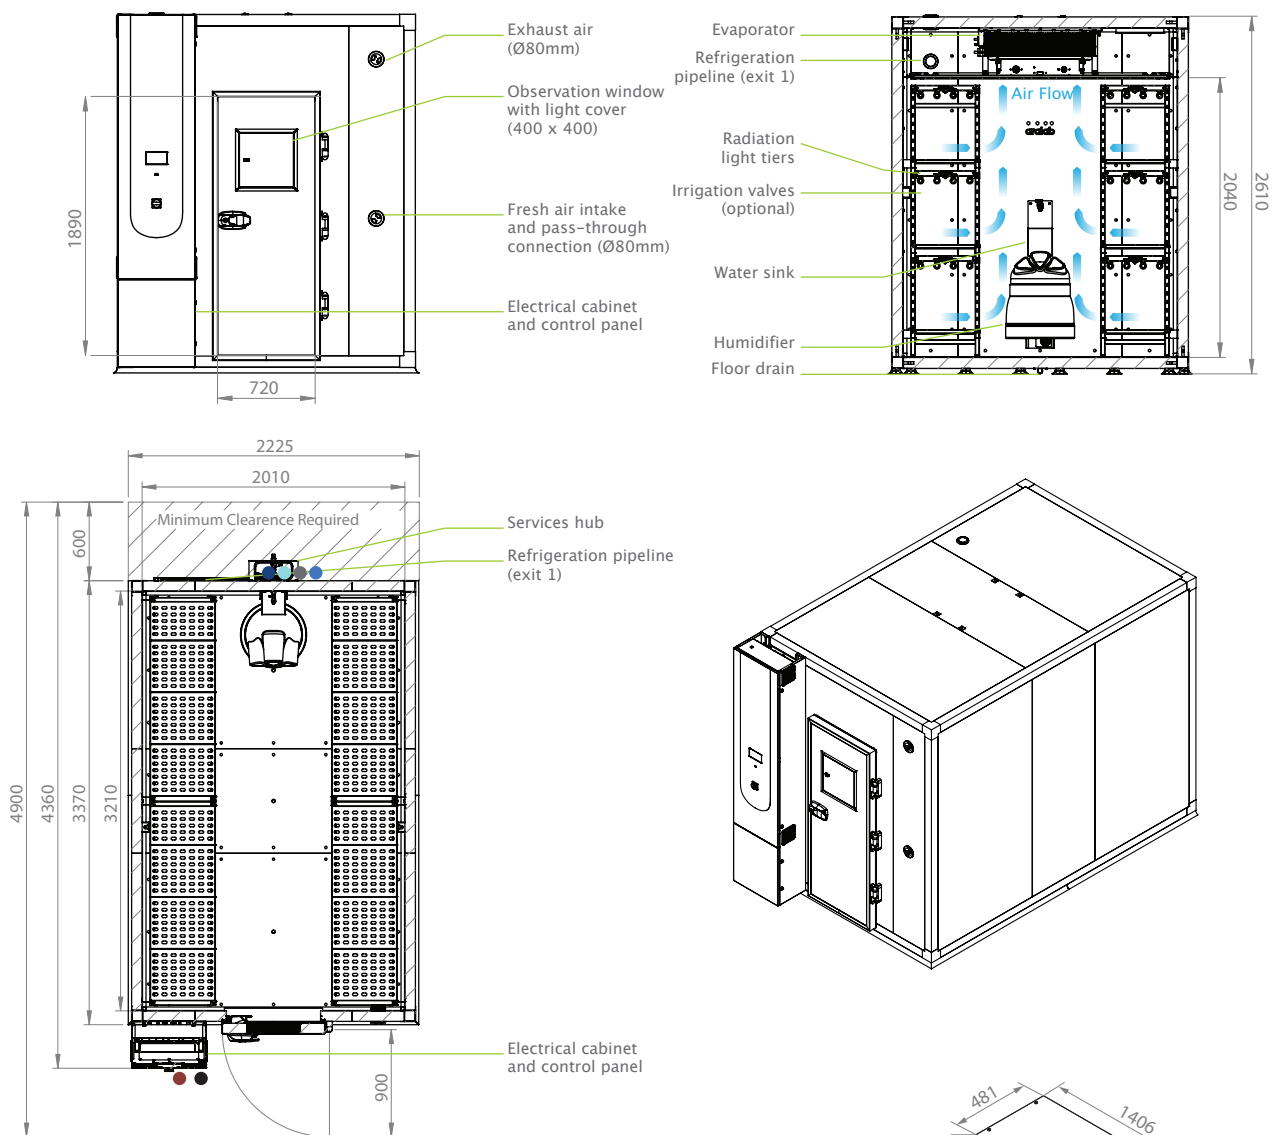 Exhaust air
(Ø80mm)
Observation window
with light cover
(400 x 400)
Fresh air intake
and pass-through
connection (Ø80mm)
Electrical cabinet
and control panel
1890
720
Evaporator
Refrigeration
pipeline (exit 1)
Radiation
light tiers
Irrigation valves
(optional)
Water sink
Humidifier
Floor drain
Air Flow
aralab
2040
2610
2225
2010
Minimum Clearence Required
600
4900
4360
3370
3210
900
Services hub
Refrigeration pipeline
(exit 1)
Electrical cabinet
and control panel
481
1406